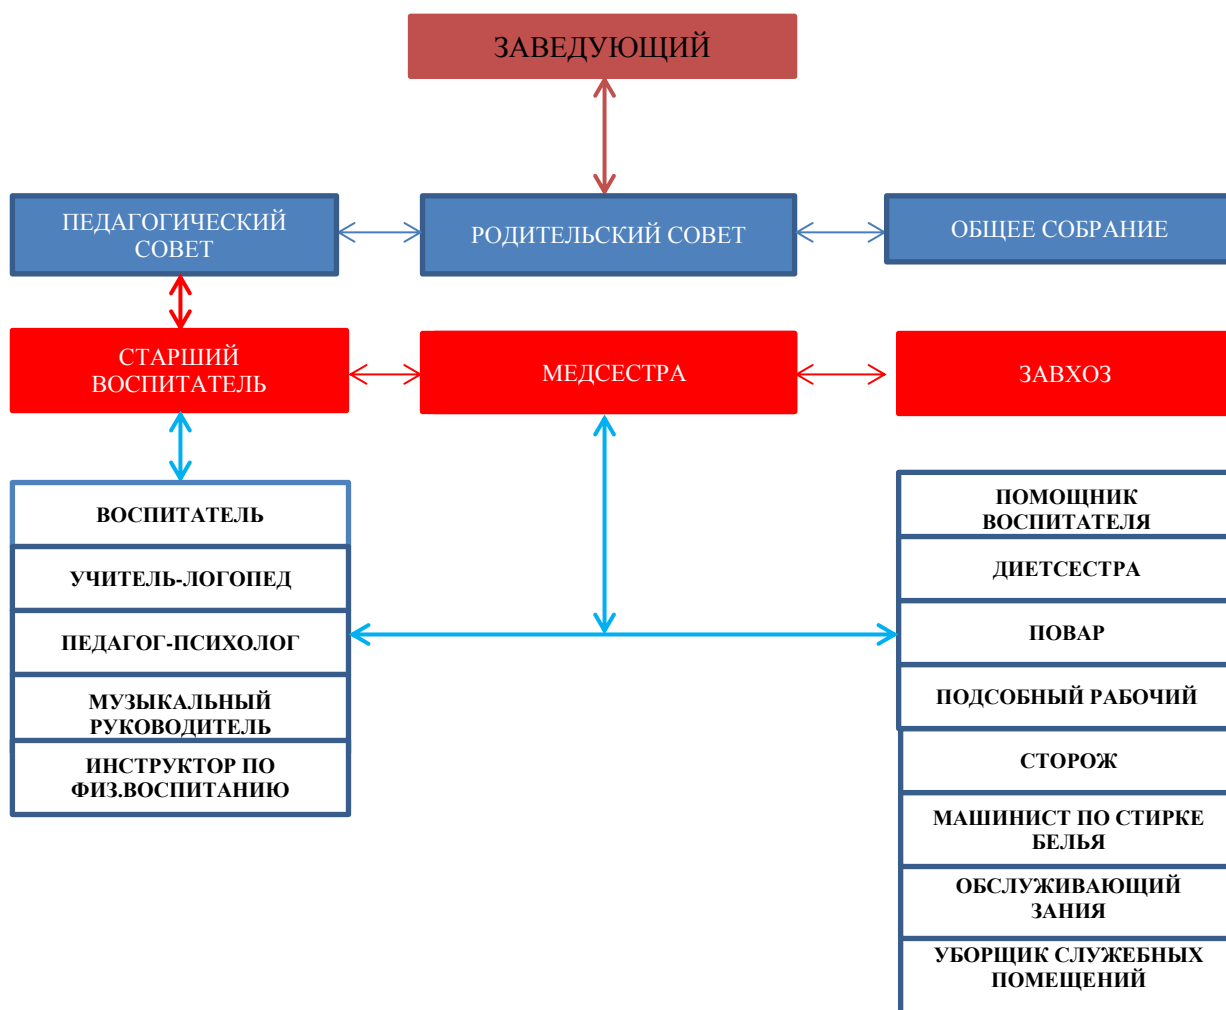 ЗАВЕДУЮЩИЙ
ПЕДАГОГИЧЕСКИЙ
СОВЕТ
РОДИТЕЛЬСКИЙ СОВЕТ
ОБЩЕЕ СОБРАНИЕ
СТАРШИЙ
ВОСПИТАТЕЛЬ
МЕДСЕСТРА
ЗАВХОЗ
ВОСПИТАТЕЛЬ
УЧИТЕЛЬ-ЛОГОПЕД
ПЕДАГОГ-ПСИХОЛОГ
МУЗЫКАЛЬНЫЙ
РУКОВОДИТЕЛЬ
ИНСТРУКТОР ПО
ФИЗ.ВОСПИТАНИЮ
ПОМОЩНИК
ВОСПИТАТЕЛЯ
ДИЕТСЕСТРА
ПОВАР
ПОДСОБНЫЙ РАБОЧИЙ
СТОРОЖ
МАШИНИСТ ПО СТИРКЕ
БЕЛЬЯ
ОБСЛУЖИВАЮЩИЙ
ЗАНИЯ
УБОРЩИК СЛУЖЕБНЫХ
ПОМЕЩЕНИЙ